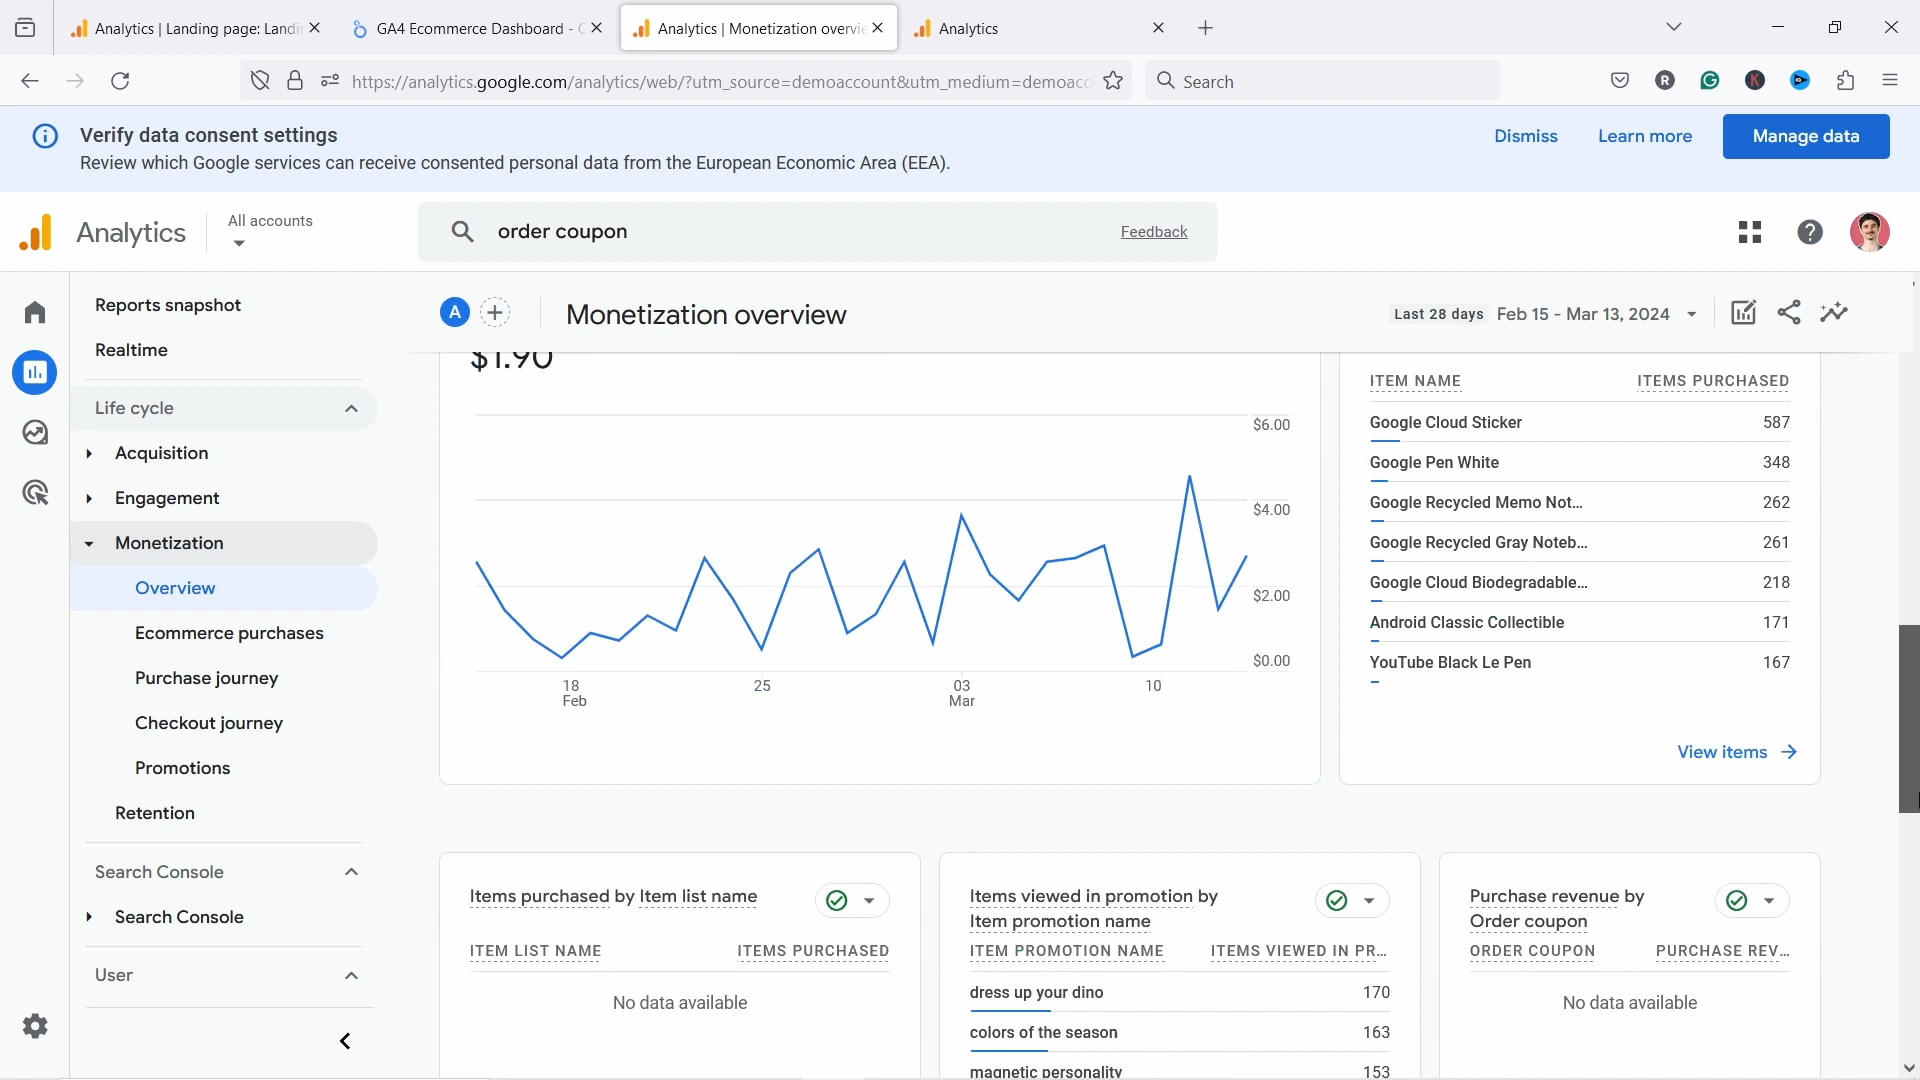 Analytics | Landing page: Landi
GA4 Ecommerce Dashboard -
Analytics | Monetization overvie
Analytics
https://analytics.google.com/analytics/web/?utm_source=demoaccount&utm_medium=demoacc
Search
Verify data consent settings
Review which Google services can receive consented personal data from the European Economic Area (EEA).
Dismiss
Learn more
Manage data
Analytics
All accounts
order coupon
Feedback
Reports snapshot
Realtime
Life cycle
Acquisition
Engagement
Monetization
Overview
Ecommerce purchases
Purchase journey
Checkout journey
Promotions
Retention
Search Console
Search Console
User
A
Monetization overview
Last 28 days Feb 15 - Mar 13, 2024
$1.90
$6.00
$4.00
$2.00
$0.00
18
Feb
25
03
Mar
10
ITEM NAME ITEMS PURCHASED
Google Cloud Sticker 587
Google Pen White 348
Google Recycled Memo Not... 262
Google Recycled Gray Noteb... 261
Google Cloud Biodegradable... 218
Android Classic Collectible 171
YouTube Black Le Pen 167
View items
Items purchased by Item list name
ITEM LIST NAME ITEMS PURCHASED
No data available
Items viewed in promotion by
Item promotion name
ITEM PROMOTION NAME ITEMS VIEWED IN PR...
dress up your dino 170
colors of the season 163
magnetic personality 153
Purchase revenue by
Order coupon
ORDER COUPON PURCHASE REV...
No data available